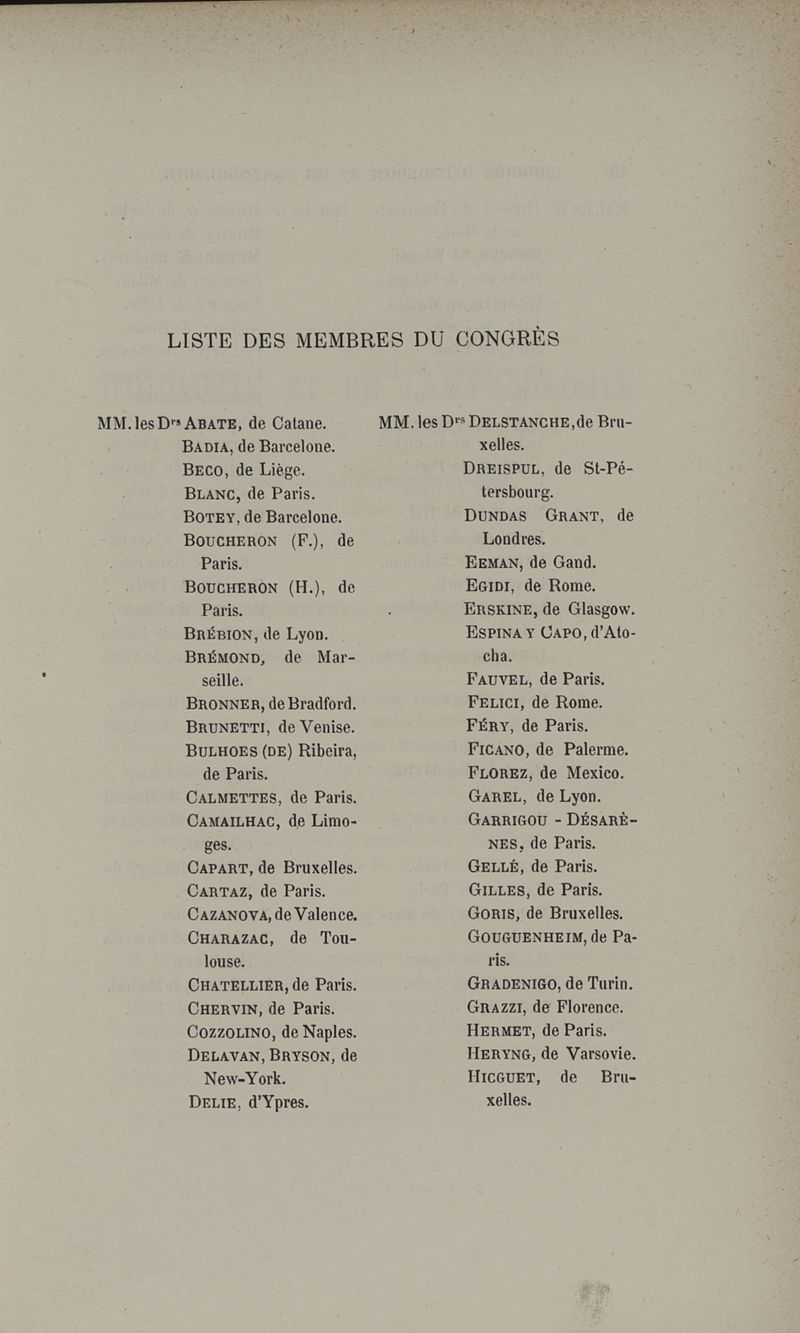 LISTE DES MEMBRES DU CONGRÈS
MM. les Drs ABATE, de Catane.
BADIA, de Barcelone.
BECO, de Liège.
BLANC, de Paris.
BOTEY, de Barcelone.
BOUCHERON (F.), de
Paris.
BOUCHERON (H.), de
Paris.
BRÉBION, de Lyon.
BRÉMOND, de Mar-
seille.
BRONNER, de Bradford.
BRUNETTI, de Venise.
BULHOES (DE) Ribeira,
de Paris.
CALMETTES, de Paris.
CAMAILHAC, de Limo-
ges.
CAPART, de Bruxelles.
CARTAZ, de Paris.
CAZANOVA, de Valence.
CHARAZAC, de Tou-
louse.
CHATELLIER, de Paris.
CHERVIN, de Paris.
COZZOLINO, de Naples.
DELAVAN, BRYSON, de
New-York.
DELIE, d'Ypres.
MM. les Drs DELSTANCHE, de Bru-
xelles.
DREISPUL, de St-Pé-
tersbourg.
DUNDAS GRANT, de
Londres.
EEMAN, de Gand.
EGIDI, de Rome.
ERSKINE, de Glasgow.
ESPINA Y CAPO, d'Ato-
cha.
FAUVEL, de Paris.
FELICI, de Rome.
FÉRY, de Paris.
FICANO, de Palerme.
FLOREZ, de Mexico.
GAREL, de Lyon.
GARRIGOU - DÉSARÈ-
NES, de Paris.
GELLÉ, de Paris.
GILLES, de Paris.
GORIS, de Bruxelles.
GOUGUENHEIM, de Pa-
ris.
GRADENIGO, de Turin.
GRAZZI, de Florence.
HERMET, de Paris.
HERYNG, de Varsovie.
HICGUET, de Bru-
xelles.